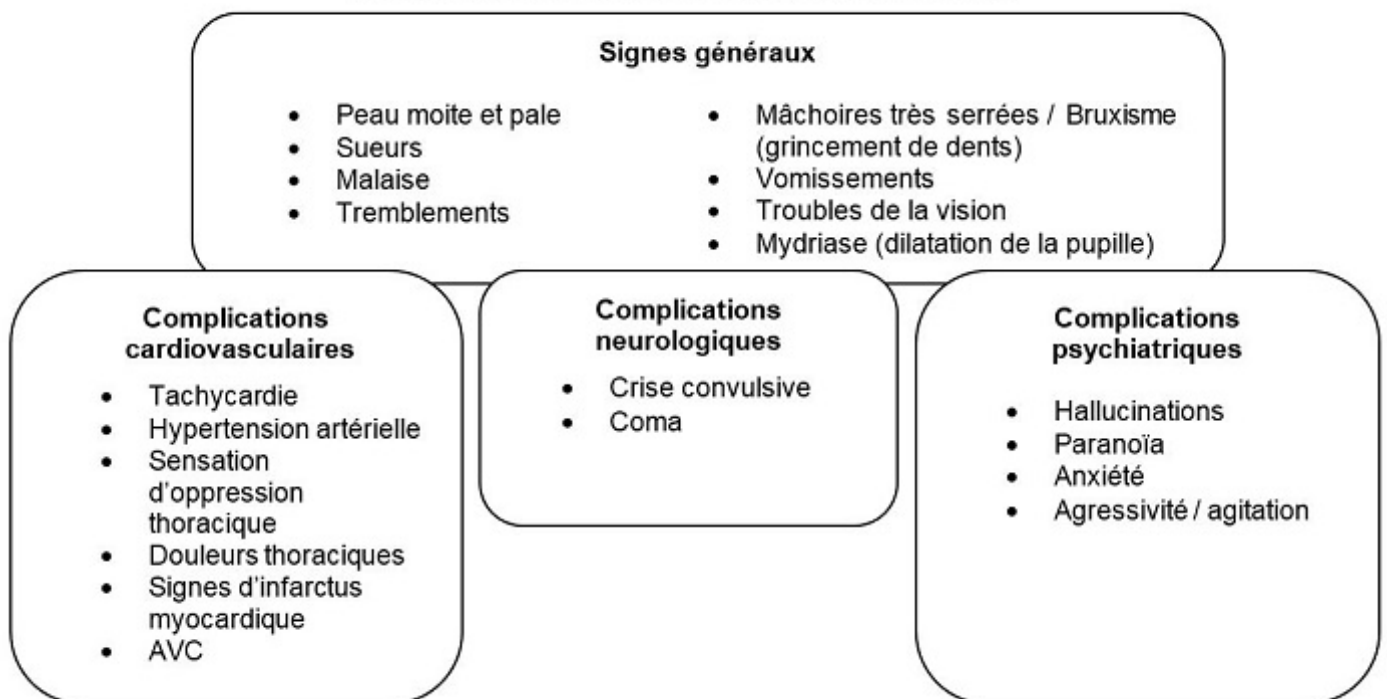 Signes généraux
• Peau moite et pale
• Sueurs
• Malaise
• Tremblements
• Mâchoires très serrées / Bruxisme
(grincement de dents)
• Vomissements
• Troubles de la vision
• Mydriase (dilatation de la pupille)
Complications
cardiovasculaires
• Tachycardie
• Hypertension artérielle
• Sensation
d’oppression
thoracique
• Douleurs thoraciques
• Signes d’infarctus
myocardique
• AVC
Complications
neurologiques
• Crise convulsive
• Coma
Complications
psychiatriques
• Hallucinations
• Paranoïa
• Anxiété
• Agressivité / agitation